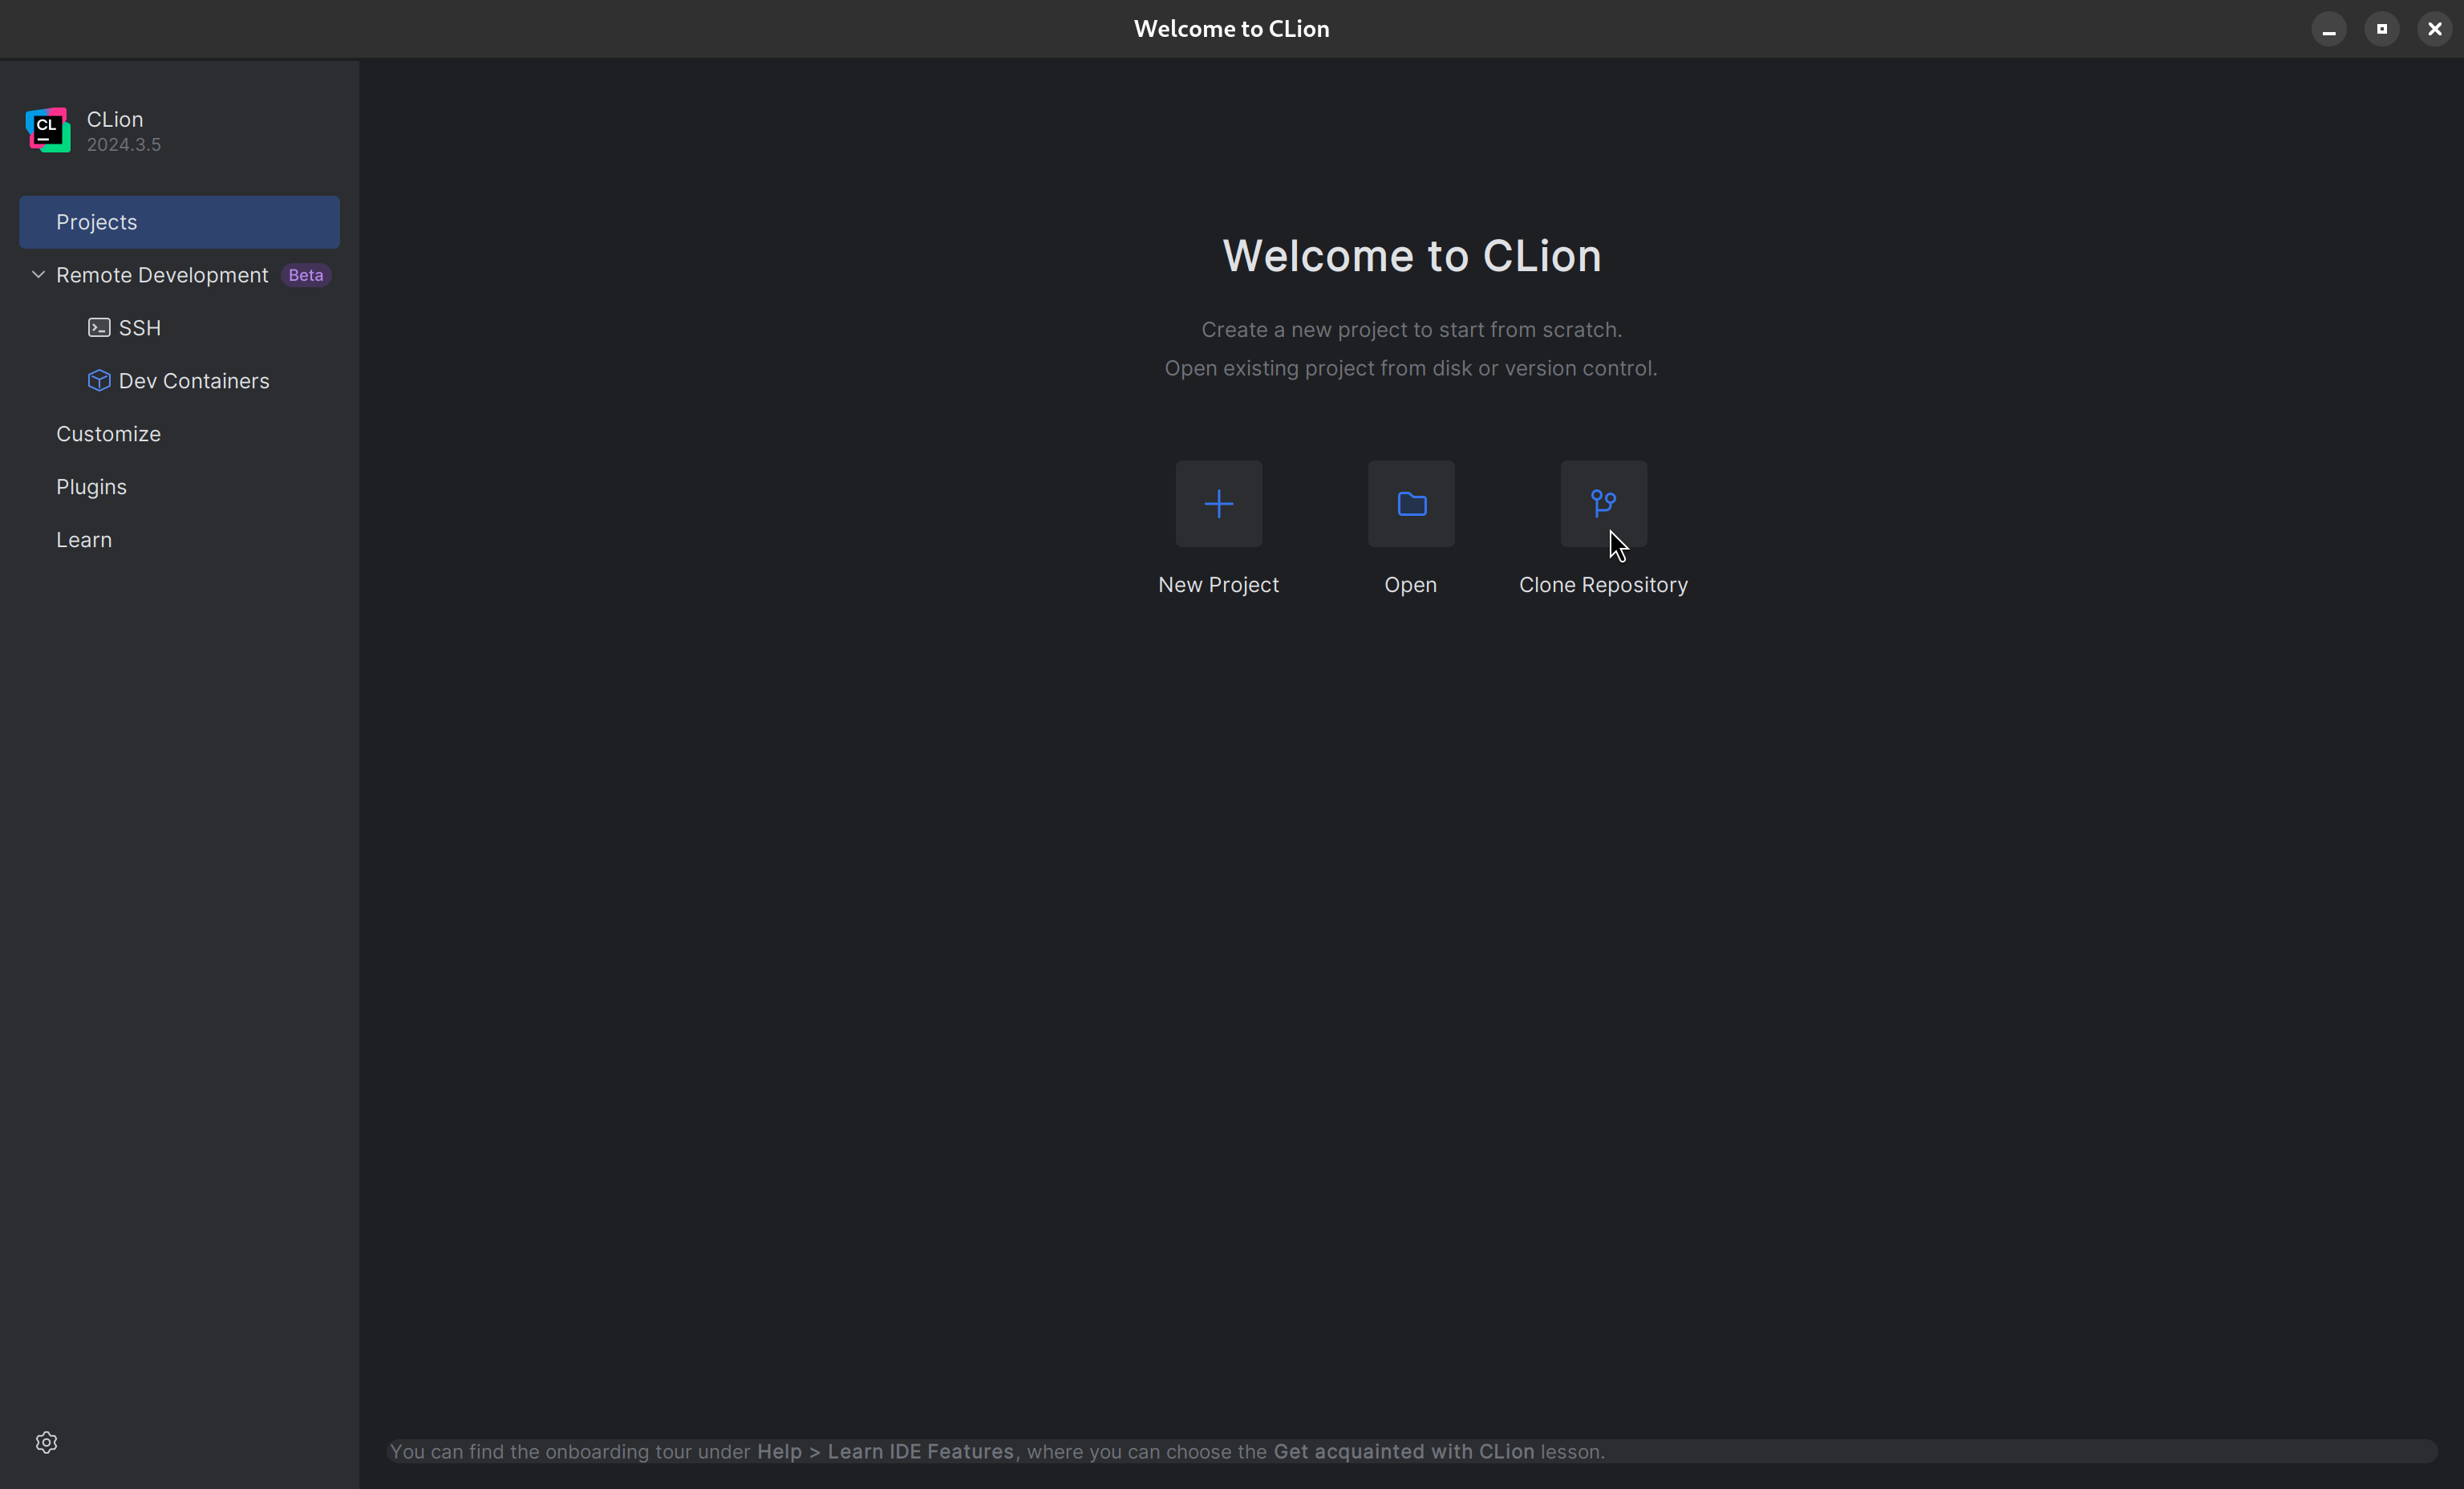 Welcome to CLion
CL
CLion
2024.3.5
Projects
Remote Development Beta
SSH
Dev Containers
Customize
Plugins
Learn
Welcome to CLion
Create a new project to start from scratch.
Open existing project from disk or version control.
New Project
Open
Clone Repository
You can find the onboarding tour under Help > Learn IDE Features, where you can choose the Get acquainted with CLion lesson.